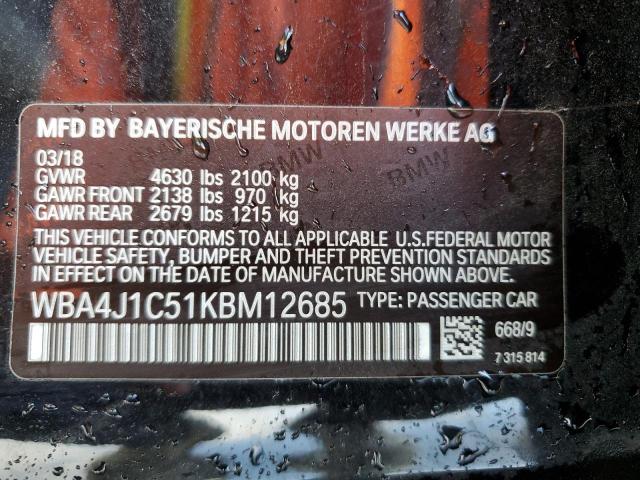 MFD BY BAYERISCHE MOTOREN WERKE AG
03/18
GVWR 4630 lbs 2100 kg
GAWR FRONT 2138 lbs 970 kg
GAWR REAR 2679 lbs 1215 kg
THIS VEHICLE CONFORMS TO ALL APPLICABLE U.S.FEDERAL MOTOR
VEHICLE SAFETY, BUMPER AND THEFT PREVENTION STANDARDS
IN EFFECT ON THE DATE OF MANUFACTURE SHOWN ABOVE.
WBA4J1C51KBM12685 TYPE: PASSENGER CAR
668/9
7 315 814
BMW
BMW